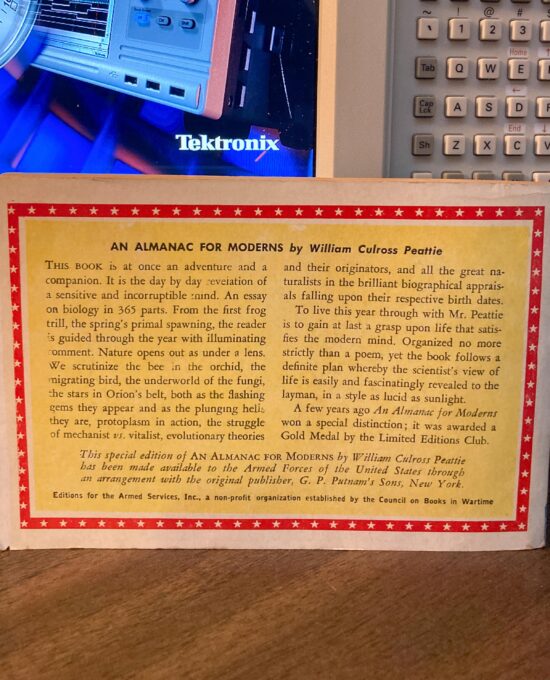 Tektronix
~ ! @ #
` 1 2 3
Home
Tab Q W E
Cap
Lck A S D
End
Sh Z X C V
AN ALMANAC FOR MODERNS by William Culross Peattie
THIS BOOK is at once an adventure and a
companion. It is the day by day revelation of
a sensitive and incorruptible mind. An essay
on biology in 365 parts. From the first frog
trill, the spring's primal spawning, the reader
is guided through the year with illuminating
comment. Nature opens out as under a lens.
We scrutinize the bee in the orchid, the
migrating bird, the underworld of the fungi,
the stars in Orion's belt, both as the flashing
gems they appear and as the plunging hells
they are, protoplasm in action, the struggle
of mechanist vs. vitalist, evolutionary theories
and their originators, and all the great na-
turalists in the brilliant biographical apprais-
als falling upon their respective birth dates.
To live this year through with Mr. Peattie
is to gain at last a grasp upon life that satis-
fies the modern mind. Organized no more
strictly than a poem, yet the book follows a
definite plan whereby the scientist's view of
life is easily and fascinatingly revealed to the
layman, in a style as lucid as sunlight.
A few years ago An Almanac for Moderns
won a special distinction; it was awarded a
Gold Medal by the Limited Editions Club.
This special edition of AN ALMANAC FOR MODERNS by William Culross Peattie
has been made available to the Armed Forces of the United States through
an arrangement with the original publisher, G. P. Putnam's Sons, New York.
Editions for the Armed Services, Inc., a non-profit organization established by the Council on Books in Wartime